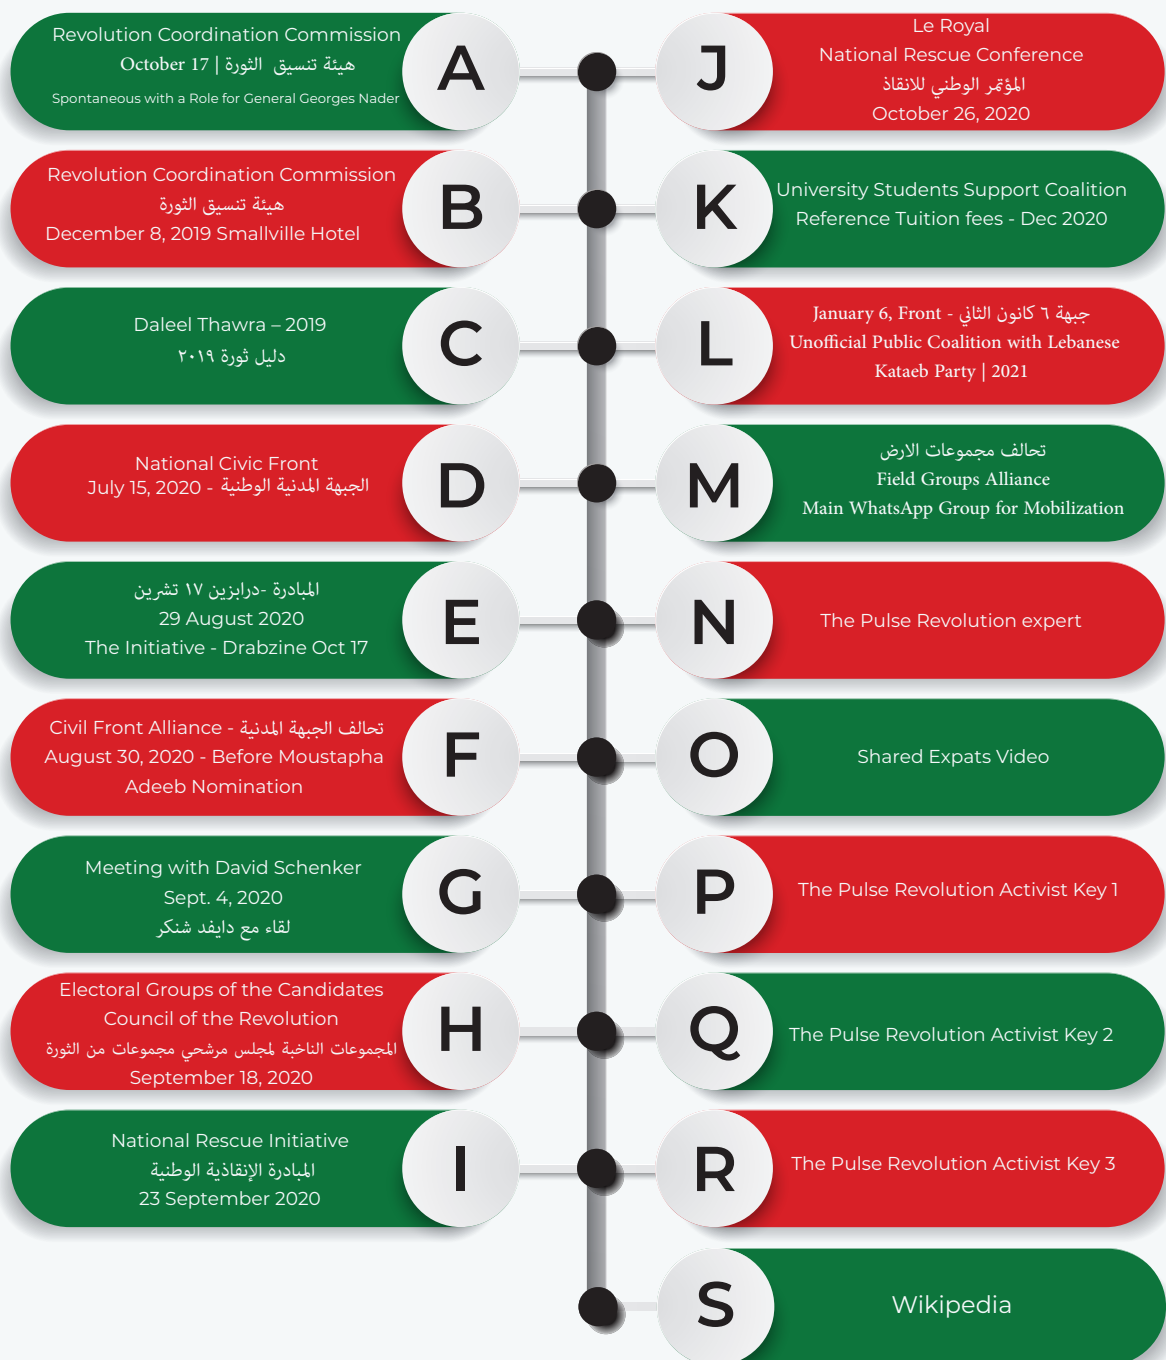 Revolution Coordination Commission
October 17 | هيئة تنسيق الثورة
Spontaneous with a Role for General Georges Nader
A
Revolution Coordination Commission
هيئة تنسيق الثورة
December 8, 2019 Smallville Hotel
B
Daleel Thawra – 2019
دليل ثورة ٢٠١٩
C
National Civic Front
July 15, 2020 - الجبهة المدنية الوطنية
D
المبادرة -درابزين ١٧ تشرين
29 August 2020
The Initiative - Drabzine Oct 17
E
Civil Front Alliance - تحالف الجبهة المدنية
August 30, 2020 - Before Moustapha
Adeeb Nomination
F
Meeting with David Schenker
Sept. 4, 2020
لقاء مع دايفد شنكر
G
Electoral Groups of the Candidates
Council of the Revolution
المجموعات الناخبة لمجلس مرشحي مجموعات من الثورة
September 18, 2020
H
National Rescue Initiative
المبادرة الإنقاذية الوطنية
23 September 2020
I
J
Le Royal
National Rescue Conference
المؤتمر الوطني للانقاذ
October 26, 2020
K
University Students Support Coalition
Reference Tuition fees - Dec 2020
L
January 6, Front - جبهة ٦ كانون الثاني
Unofficial Public Coalition with Lebanese
Kataeb Party | 2021
M
تحالف مجموعات الارض
Field Groups Alliance
Main WhatsApp Group for Mobilization
N
The Pulse Revolution expert
O
Shared Expats Video
P
The Pulse Revolution Activist Key 1
Q
The Pulse Revolution Activist Key 2
R
The Pulse Revolution Activist Key 3
S
Wikipedia